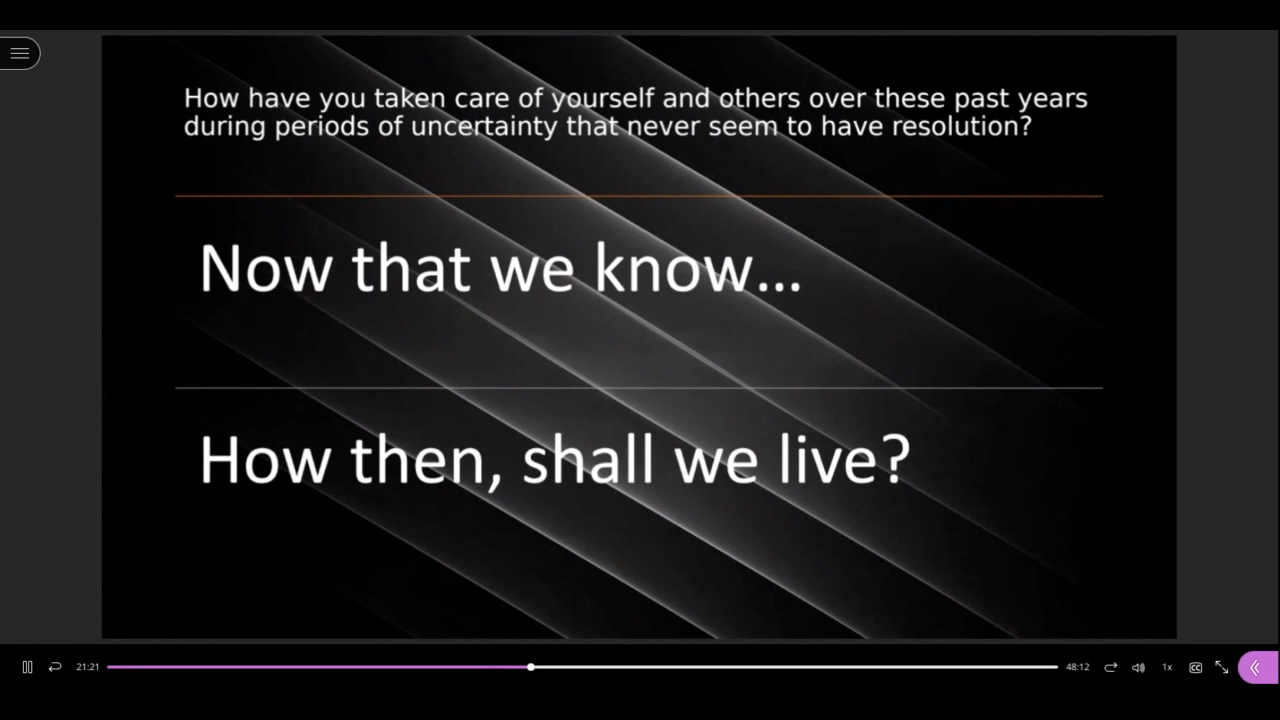 How have you taken care of yourself and others over these past years
during periods of uncertainty that never seem to have resolution?
Now that we know...
How then, shall we live?
21:21
48:12
1x
CC